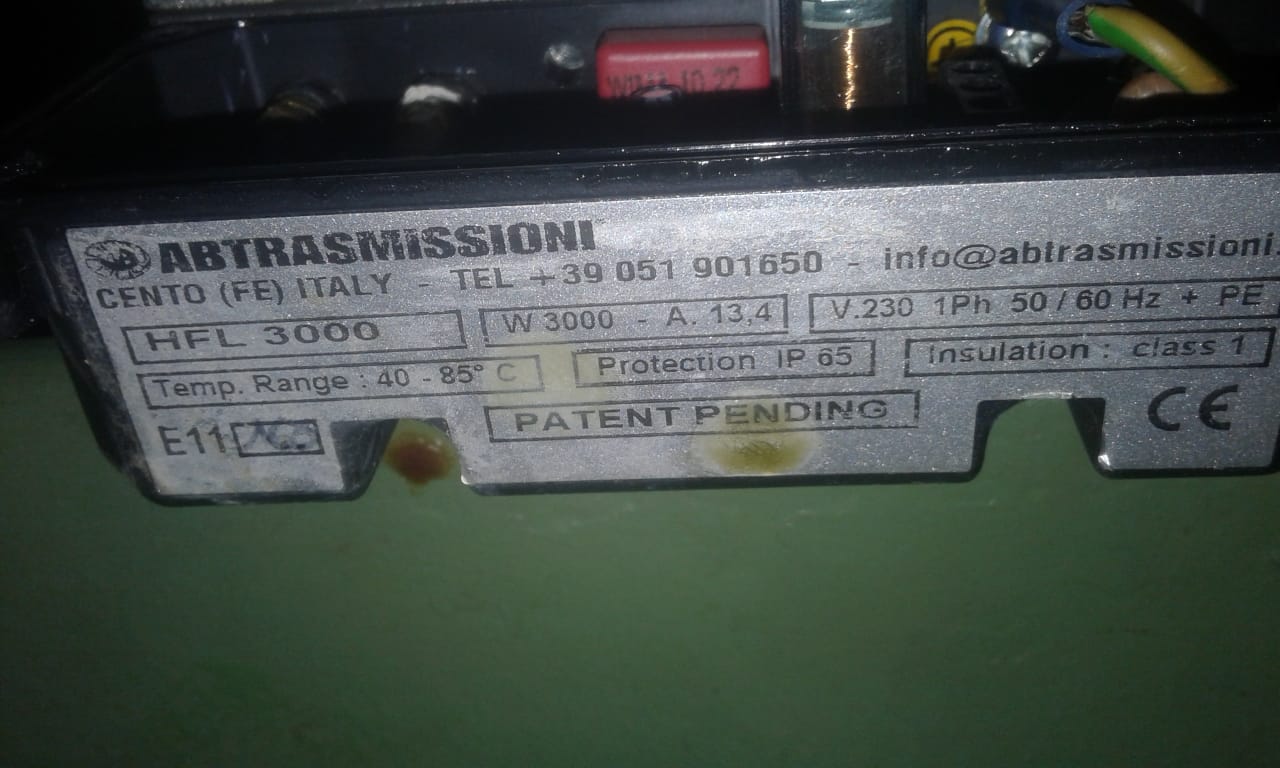 ABTRASMISSIONI
CENTO (FE) ITALY - TEL +39 051 901650 - info@abtrasmissioni.
HFL 3000
W 3000 - A. 13,4
V.230 1Ph 50 / 60 Hz + PE
Temp. Range : 40 - 85° C
Protection IP 65
Insulation : class 1
E11
PATENT PENDING
CE